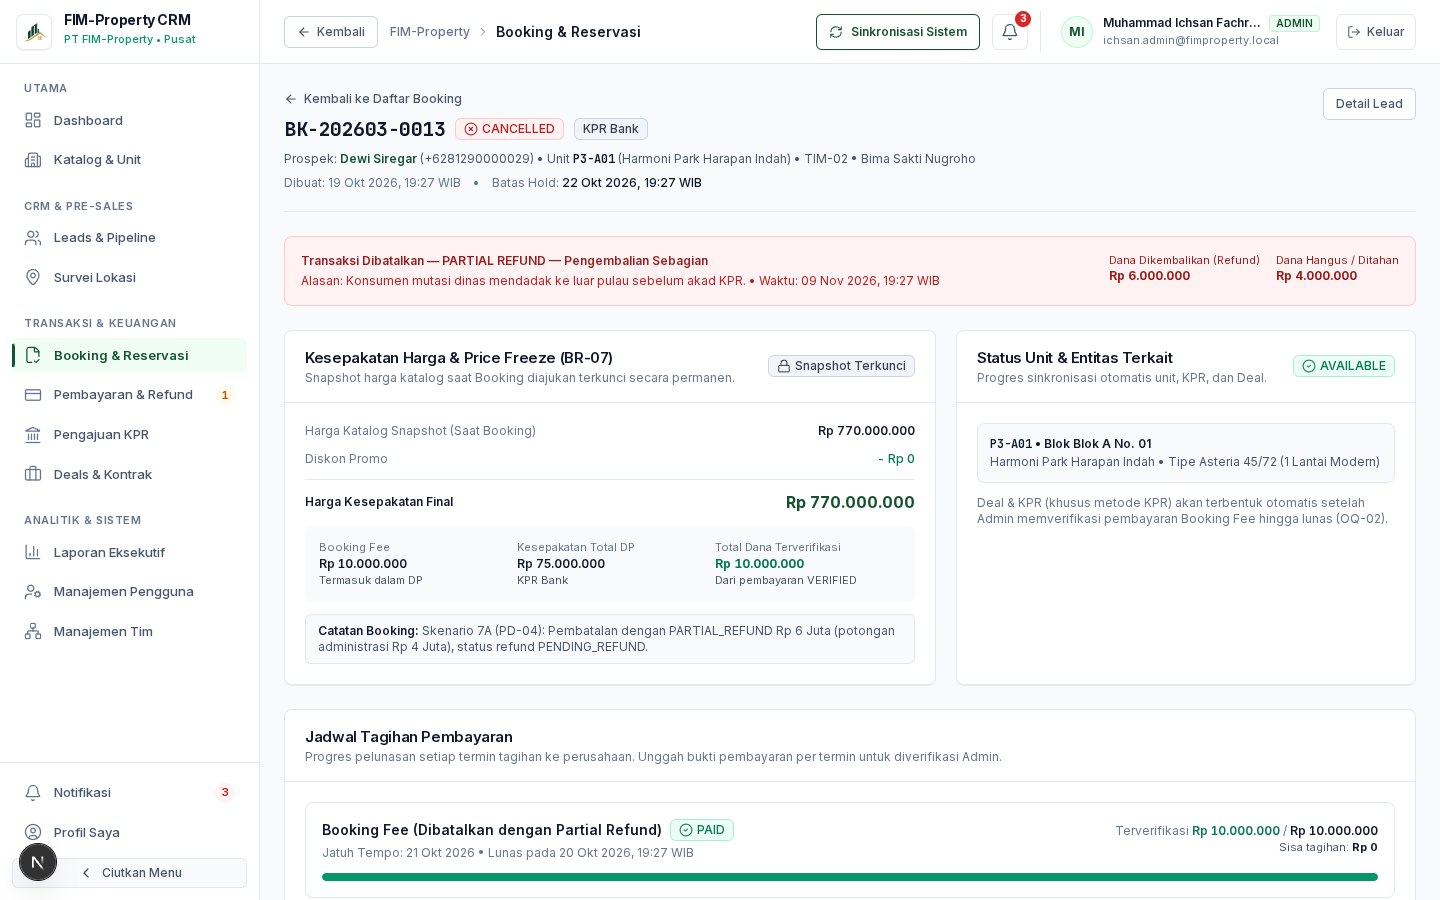 FIM-Property CRM
PT FIM-Property • Pusat
UTAMA
Dashboard
Katalog & Unit
CRM & PRE-SALES
Leads & Pipeline
Survei Lokasi
TRANSAKSI & KEUANGAN
Booking & Reservasi
Pembayaran & Refund 1
Pengajuan KPR
Deals & Kontrak
ANALITIK & SISTEM
Laporan Eksekutif
Manajemen Pengguna
Manajemen Tim
Notifikasi 3
Profil Saya
N
Ciutkan Menu
Kembali
FIM-Property > Booking & Reservasi
Sinkronisasi Sistem
3
MI
Muhammad Ichsan Fachr... ADMIN
ichsan.admin@fimproperty.local
Keluar
Kembali ke Daftar Booking
Detail Lead
BK-202603-0013 CANCELLED KPR Bank
Prospek: Dewi Siregar (+6281290000029) • Unit P3-A01 (Harmoni Park Harapan Indah) • TIM-02 • Bima Sakti Nugroho
Dibuat: 19 Okt 2026, 19:27 WIB • Batas Hold: 22 Okt 2026, 19:27 WIB
Transaksi Dibatalkan — PARTIAL REFUND — Pengembalian Sebagian
Alasan: Konsumen mutasi dinas mendadak ke luar pulau sebelum akad KPR. • Waktu: 09 Nov 2026, 19:27 WIB
Dana Dikembalikan (Refund)
Rp 6.000.000
Dana Hangus / Ditahan
Rp 4.000.000
Kesepakatan Harga & Price Freeze (BR-07)
Snapshot harga katalog saat Booking diajukan terkunci secara permanen.
Snapshot Terkunci
Harga Katalog Snapshot (Saat Booking) Rp 770.000.000
Diskon Promo - Rp 0
Harga Kesepakatan Final Rp 770.000.000
Booking Fee
Rp 10.000.000
Termasuk dalam DP
Kesepakatan Total DP
Rp 75.000.000
KPR Bank
Total Dana Terverifikasi
Rp 10.000.000
Dari pembayaran VERIFIED
Catatan Booking: Skenario 7A (PD-04): Pembatalan dengan PARTIAL_REFUND Rp 6 Juta (potongan
administrasi Rp 4 Juta), status refund PENDING_REFUND.
Status Unit & Entitas Terkait
Progres sinkronisasi otomatis unit, KPR, dan Deal.
AVAILABLE
P3-A01 • Blok Blok A No. 01
Harmoni Park Harapan Indah • Tipe Asteria 45/72 (1 Lantai Modern)
Deal & KPR (khusus metode KPR) akan terbentuk otomatis setelah
Admin memverifikasi pembayaran Booking Fee hingga lunas (OQ-02).
Jadwal Tagihan Pembayaran
Progres pelunasan setiap termin tagihan ke perusahaan. Unggah bukti pembayaran per termin untuk diverifikasi Admin.
Booking Fee (Dibatalkan dengan Partial Refund) PAID
Jatuh Tempo: 21 Okt 2026 • Lunas pada 20 Okt 2026, 19:27 WIB
Terverifikasi Rp 10.000.000 / Rp 10.000.000
Sisa tagihan: Rp 0